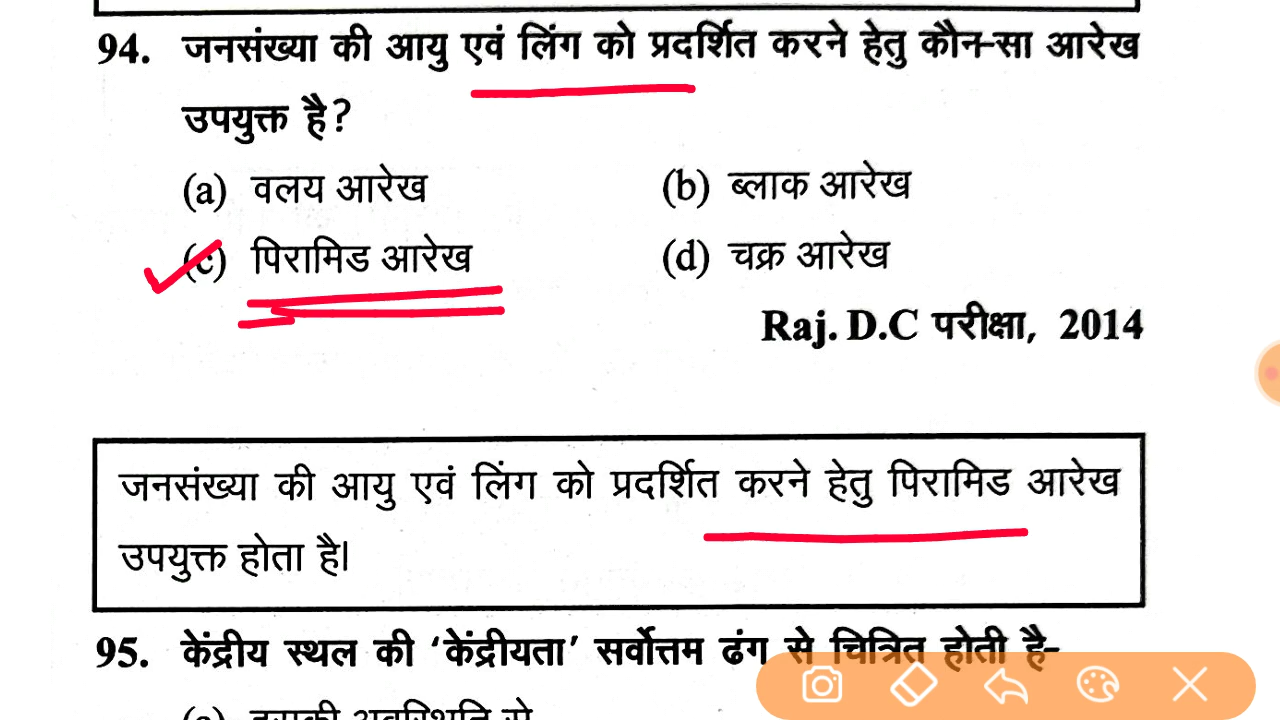 94. जनसंख्या की आयु एवं लिंग को प्रदर्शित करने हेतु कौन-सा आरेख
उपयुक्त है?
(a) वलय आरेख (b) ब्लाक आरेख
(c) पिरामिड आरेख (d) चक्र आरेख
Raj. D.C परीक्षा, 2014
जनसंख्या की आयु एवं लिंग को प्रदर्शित करने हेतु पिरामिड आरेख
उपयुक्त होता है।
95. केंद्रीय स्थल की ‘केंद्रीयता’ सर्वोत्तम ढंग से चित्रित होती है-